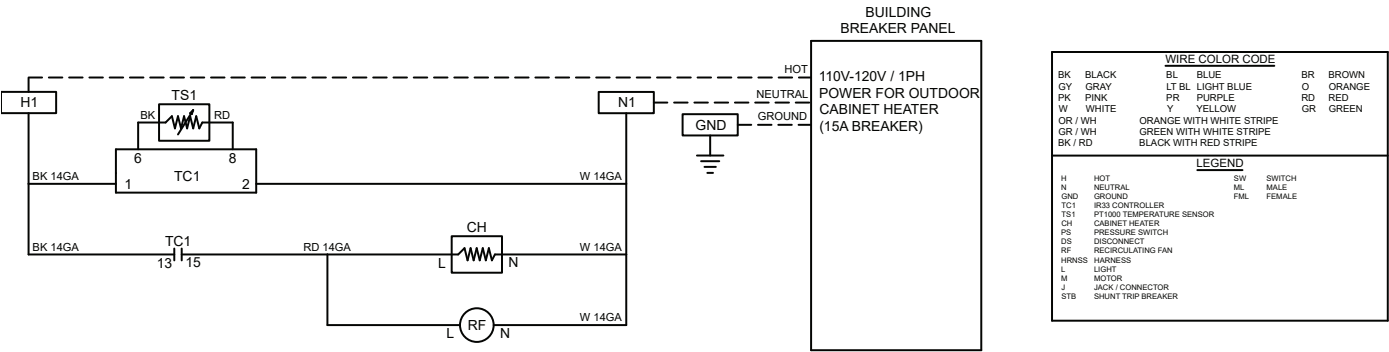 BUILDING
BREAKER PANEL
HOT
110V-120V / 1PH
NEUTRAL
POWER FOR OUTDOOR
CABINET HEATER
GROUND
(15A BREAKER)
H1
TS1
BK
RD
6
8
TC1
1
2
BK 14GA
W 14GA
N1
GND
BK 14GA
TC1
13
15
RD 14GA
CH
L
N
W 14GA
RF
L
N
W 14GA
WIRE COLOR CODE
BK BLACK BL BLUE BR BROWN
GY GRAY LT BL LIGHT BLUE O ORANGE
PK PINK PR PURPLE RD RED
W WHITE Y YELLOW GR GREEN
OR / WH ORANGE WITH WHITE STRIPE
GR / WH GREEN WITH WHITE STRIPE
BK / RD BLACK WITH RED STRIPE
LEGEND
H HOT SW SWITCH
N NEUTRAL ML MALE
GND GROUND FML FEMALE
TC1 IR33 CONTROLLER
TS1 PT1000 TEMPERATURE SENSOR
CH CABINET HEATER
PS PRESSURE SWITCH
DS DISCONNECT
RF RECIRCULATING FAN
HRNSS HARNESS
L LIGHT
M MOTOR
J JACK / CONNECTOR
STB SHUNT TRIP BREAKER